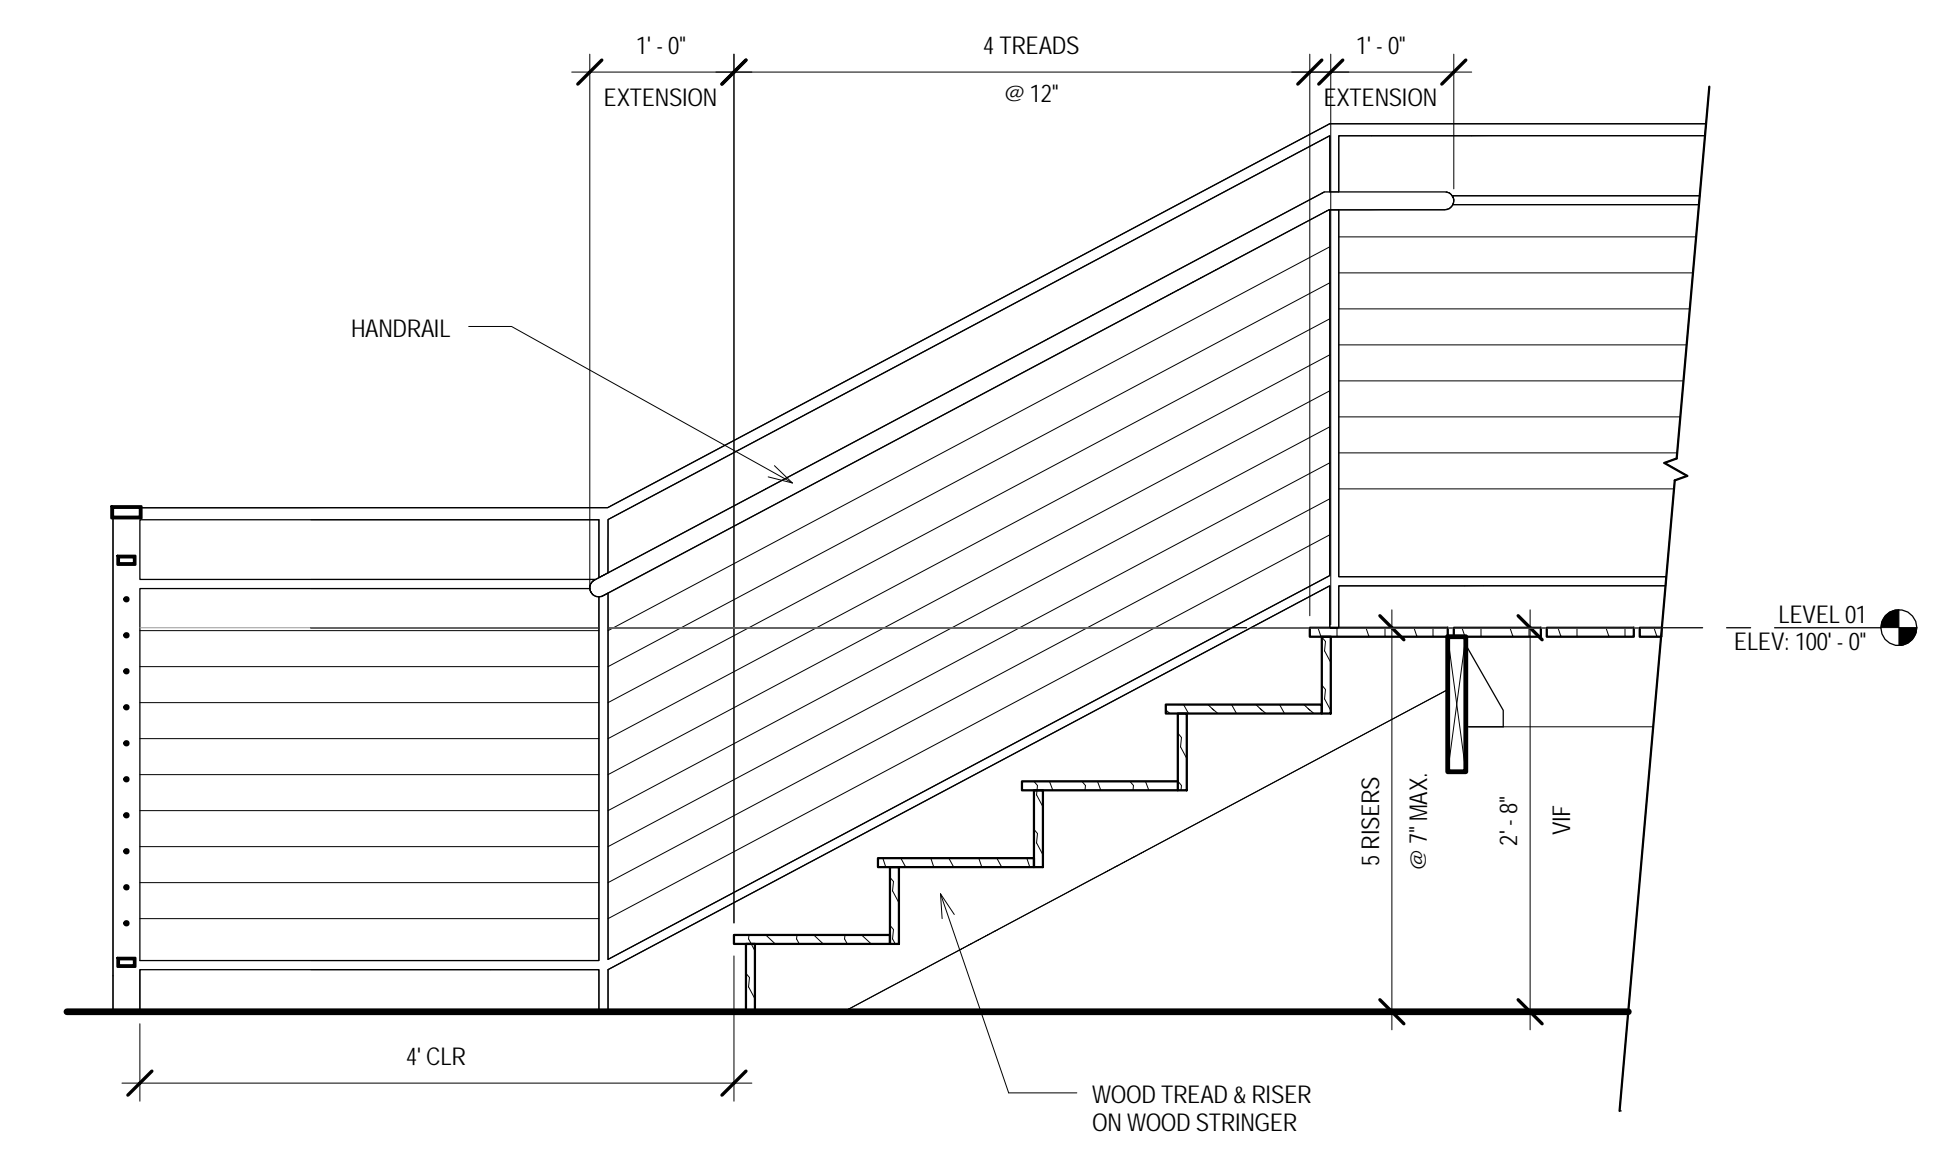 1' - 0"
4 TREADS
1' - 0"
EXTENSION
@ 12"
EXTENSION
HANDRAIL
LEVEL 01
ELEV: 100' - 0"
5 RISERS
@ 7" MAX.
2' - 8"
VIF
4' CLR
WOOD TREAD & RISER
ON WOOD STRINGER